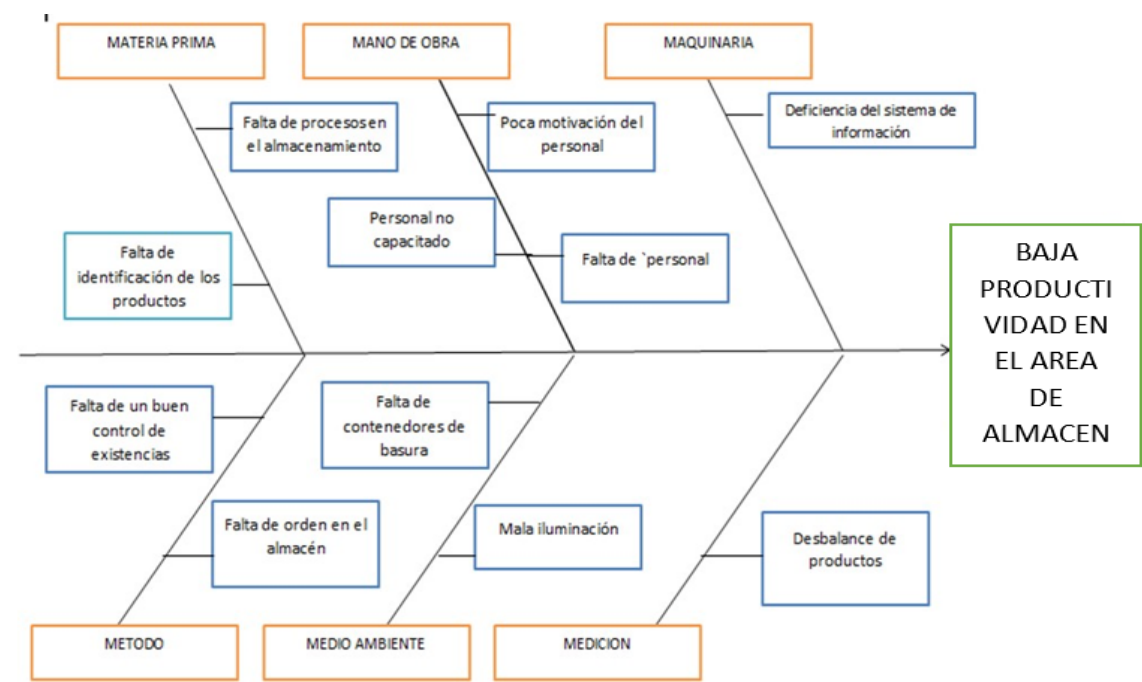 MATERIA PRIMA
MANO DE OBRA
MAQUINARIA
Falta de procesos en
el almacenamiento
Poca motivación del
personal
Deficiencia del sistema de
información
Personal no
capacitado
Falta de
identificación de los
productos
Falta de `personal
BAJA
PRODUCTI
VIDAD EN
EL AREA
DE
ALMACEN
Falta de un buen
control de
existencias
Falta de
contenedores de
basura
Falta de orden en el
almacén
Mala iluminación
Desbalance de
productos
METODO
MEDIO AMBIENTE
MEDICION